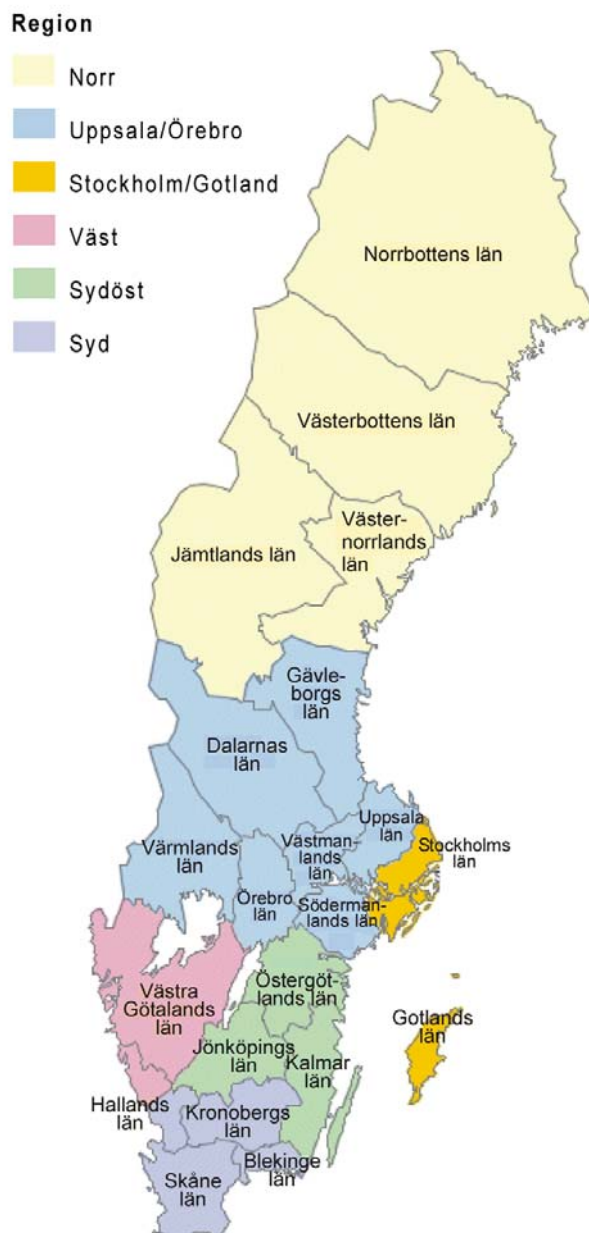 Region
Norr
Uppsala/Örebro
Stockholm/Gotland
Väst
Sydöst
Syd
Norrbottens län
Västerbottens län
Väster-
norrlands
län
Jämtlands län
Gävle-
borgs
län
Dalarnas
län
Uppsala
län
Stockholms
län
Västman-
lands
län
Värmlands
län
Örebro
län
Söderman-
lands län
Västra
Götalands
län
Östergöt-
lands län
Gotlands
län
Jönköpings
län
Kalmar
län
Hallands
län
Kronobergs
län
Blekinge
län
Skåne
län